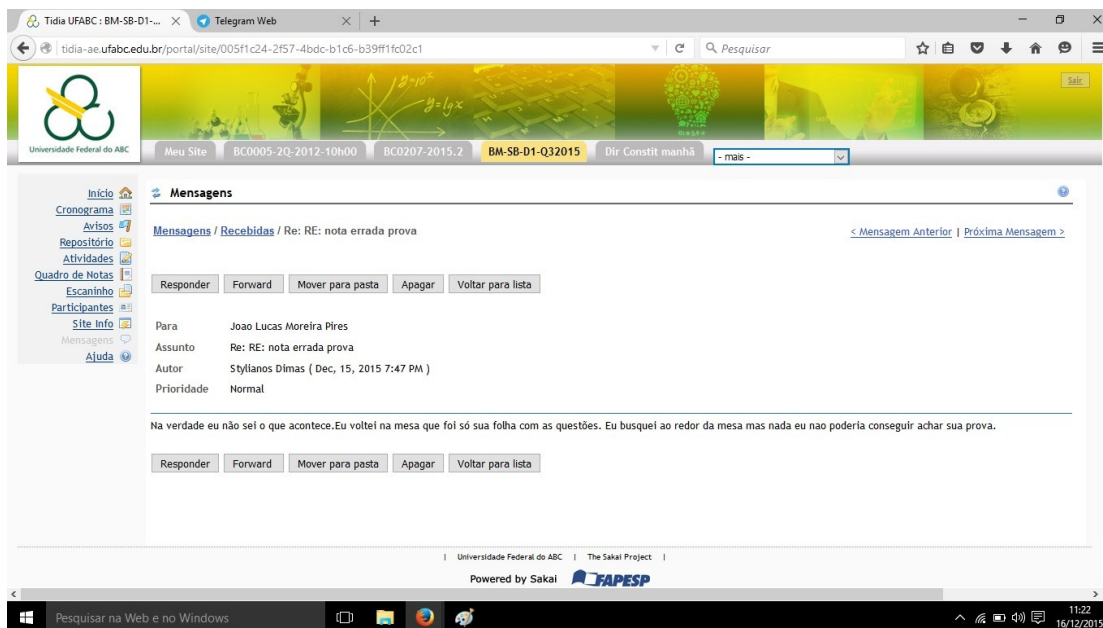 Tidia UFABC : BM-SB-D1-... Telegram Web
tidia-ae.ufabc.edu.br/portal/site/005f1c24-2f57-4bdc-b1c6-b39ff1fc02c1 Pesquisar
Sair
Universidade Federal do ABC
Meu Site BC0005-2Q-2012-10h00 BC0207-2015.2 BM-SB-D1-Q32015 Dir Constit manhã - mais -
Início
Cronograma
Avisos
Repositório
Atividades
Quadro de Notas
Escaninho
Participantes
Site Info
Mensagens
Ajuda
Mensagens
Mensagens / Recebidas / Re: RE: nota errada prova
< Mensagem Anterior | Próxima Mensagem >
Responder Forward Mover para pasta Apagar Voltar para lista
Para Joao Lucas Moreira Pires
Assunto Re: RE: nota errada prova
Autor Stylianos Dimas ( Dec, 15, 2015 7:47 PM )
Prioridade Normal
Na verdade eu não sei o que acontece.Eu voltei na mesa que foi só sua folha com as questões. Eu busquei ao redor da mesa mas nada eu nao poderia conseguir achar sua prova.
Responder Forward Mover para pasta Apagar Voltar para lista
| Universidade Federal do ABC | The Sakai Project |
Powered by Sakai FAPESP
Pesquisar na Web e no Windows
11:22
16/12/2015